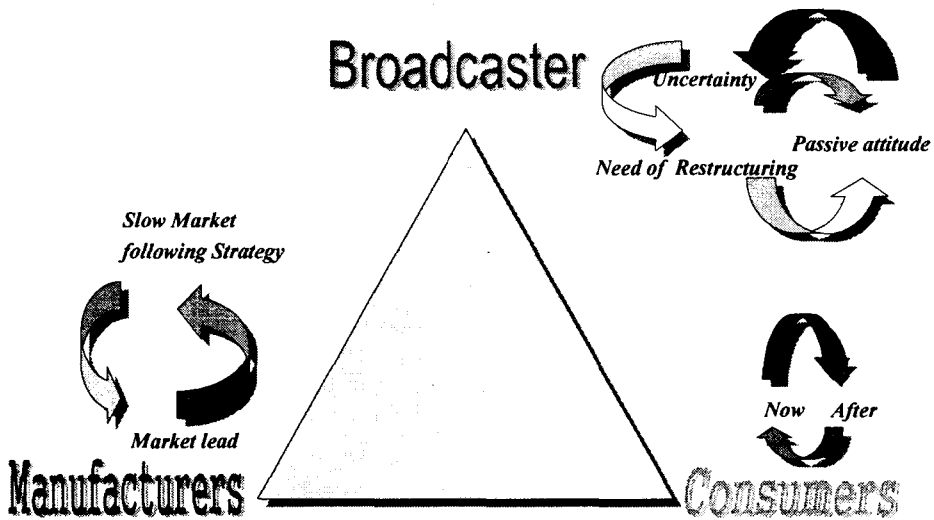 Broadcaster
Uncertainty
Passive attitude
Need of Restructuring
Slow Market
following Strategy
Market lead
Now After
Manufacturers
Consumers